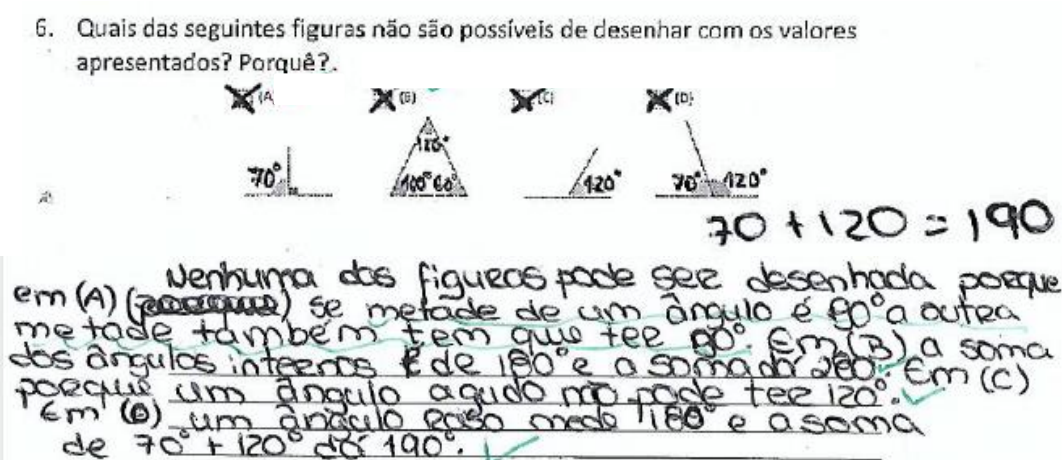 6. Quais das seguintes figuras não são possíveis de desenhar com os valores
apresentados? Porquê?.
(A (B) (C) (D)
70° 120° 100° 60° 120° 70° 120°
70 + 120 = 190
Nenhuma das figuras pode ser desenhada porque
em (A) (porque) se metade de um ângulo é 90° a outra
metade também tem que ter 90°. Em (B) a soma
dos ângulos internos é de 180° e a soma dá 280°. Em (C)
porque um ângulo agudo não pode ter 120°.
Em (D) um ângulo raso mede 180° e a soma
de 70° + 120° dá 190°.